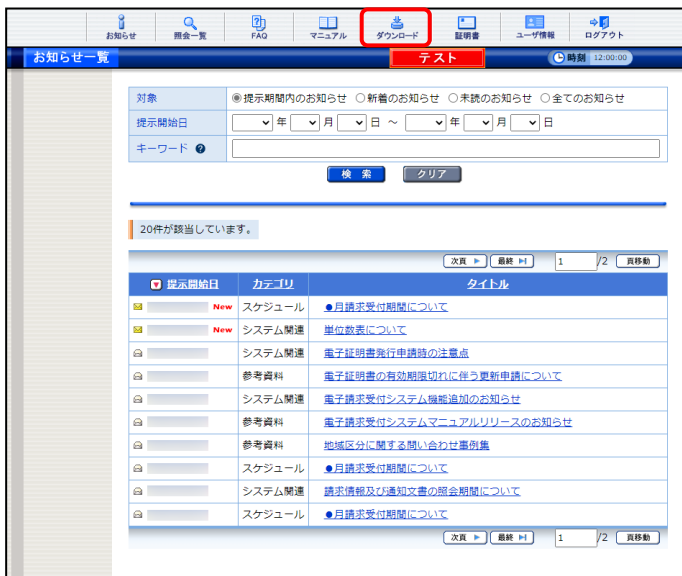 お知らせ 照会一覧 FAQ マニュアル ダウンロード 証明書 ユーザ情報 ログアウト
お知らせ一覧 テスト 時刻 12:00:00
対象 提示期間内のお知らせ 新着のお知らせ 未読のお知らせ 全てのお知らせ
提示開始日 年 月 日 ～ 年 月 日
キーワード ?
検 索 クリア
20件が該当しています。
次頁 最終 1 /2 頁移動
提示開始日 カテゴリ タイトル
New スケジュール ●月請求受付期間について
New システム関連 単位数表について
システム関連 電子証明書発行申請時の注意点
参考資料 電子証明書の有効期限切れに伴う更新申請について
システム関連 電子請求受付システム機能追加のお知らせ
参考資料 電子請求受付システムマニュアルリリースのお知らせ
参考資料 地域区分に関する問い合わせ事例集
スケジュール ●月請求受付期間について
システム関連 請求情報及び通知文書の照会期間について
スケジュール ●月請求受付期間について
次頁 最終 1 /2 頁移動